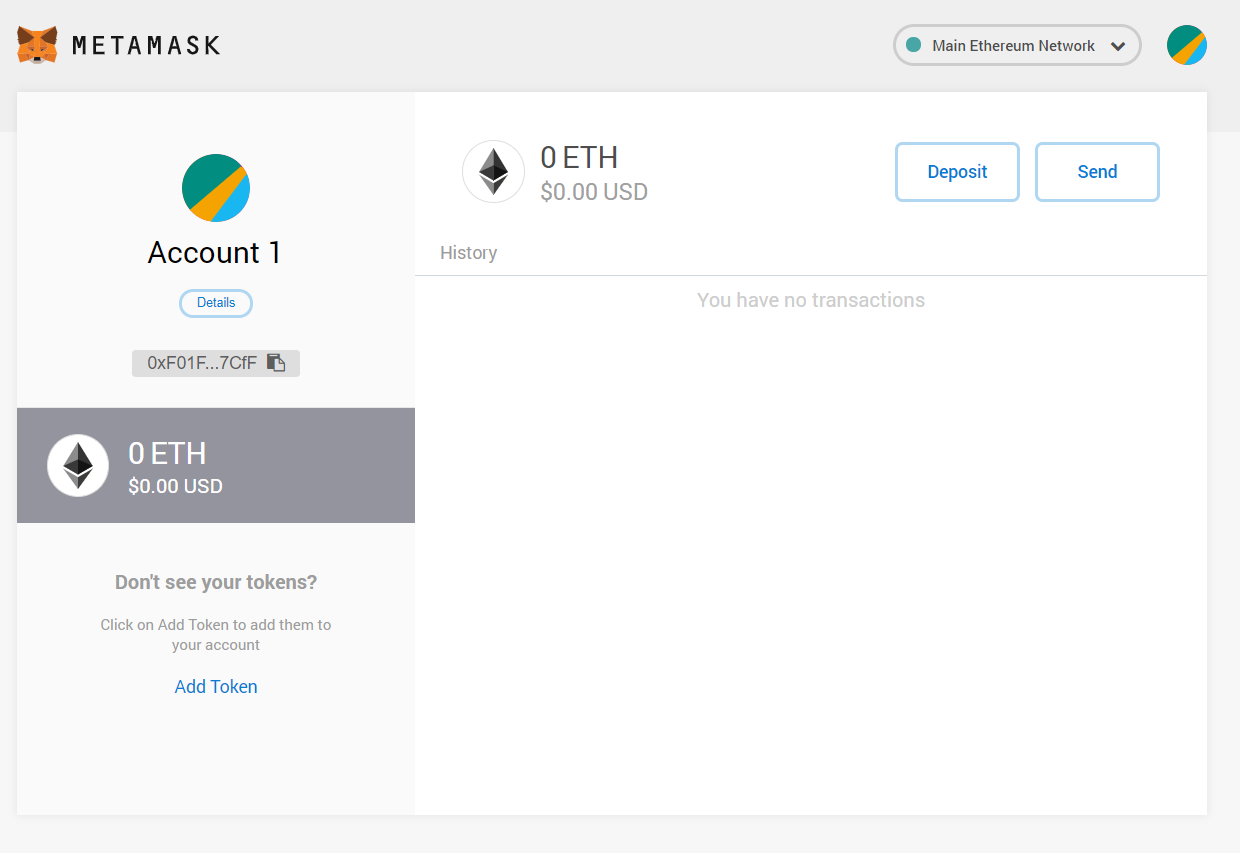 METAMASK
Main Ethereum Network
Account 1
Details
0xF01F...7CfF
0 ETH
$0.00 USD
Don't see your tokens?
Click on Add Token to add them to
your account
Add Token
0 ETH
$0.00 USD
Deposit
Send
History
You have no transactions